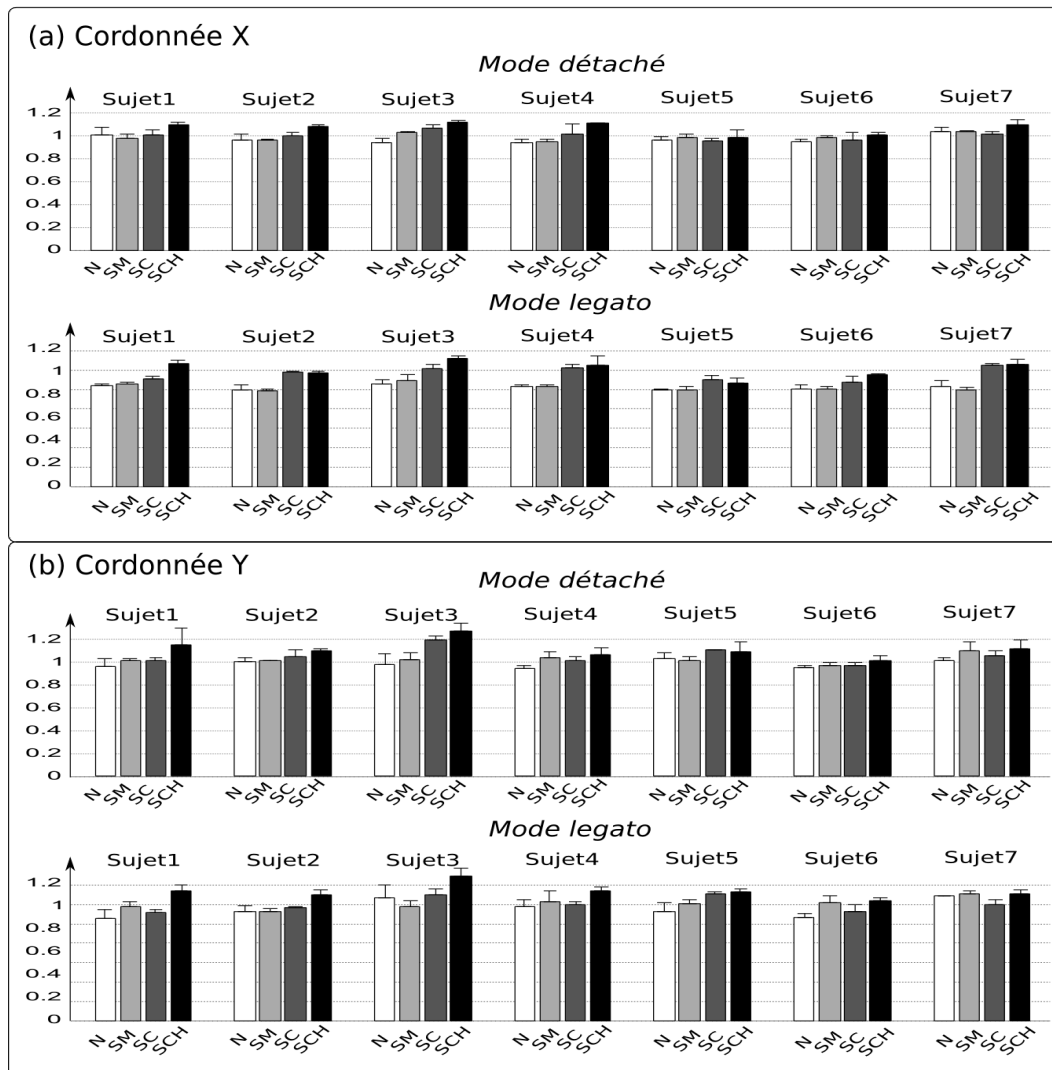 (a) Cordonnée X
Mode détaché
Sujet1 Sujet2 Sujet3 Sujet4 Sujet5 Sujet6 Sujet7
1.2
1
0.8
0.6
0.4
0.2
0
N SM SC SCH N SM SC SCH N SM SC SCH N SM SC SCH N SM SC SCH N SM SC SCH N SM SC SCH
Mode legato
Sujet1 Sujet2 Sujet3 Sujet4 Sujet5 Sujet6 Sujet7
1.2
1
0.8
0.6
0.4
0.2
0
N SM SC SCH N SM SC SCH N SM SC SCH N SM SC SCH N SM SC SCH N SM SC SCH N SM SC SCH
(b) Cordonnée Y
Mode détaché
Sujet1 Sujet2 Sujet3 Sujet4 Sujet5 Sujet6 Sujet7
1.2
1
0.8
0.6
0.4
0.2
0
N SM SC SCH N SM SC SCH N SM SC SCH N SM SC SCH N SM SC SCH N SM SC SCH N SM SC SCH
Mode legato
Sujet1 Sujet2 Sujet3 Sujet4 Sujet5 Sujet6 Sujet7
1.2
1
0.8
0.6
0.4
0.2
0
N SM SC SCH N SM SC SCH N SM SC SCH N SM SC SCH N SM SC SCH N SM SC SCH N SM SC SCH